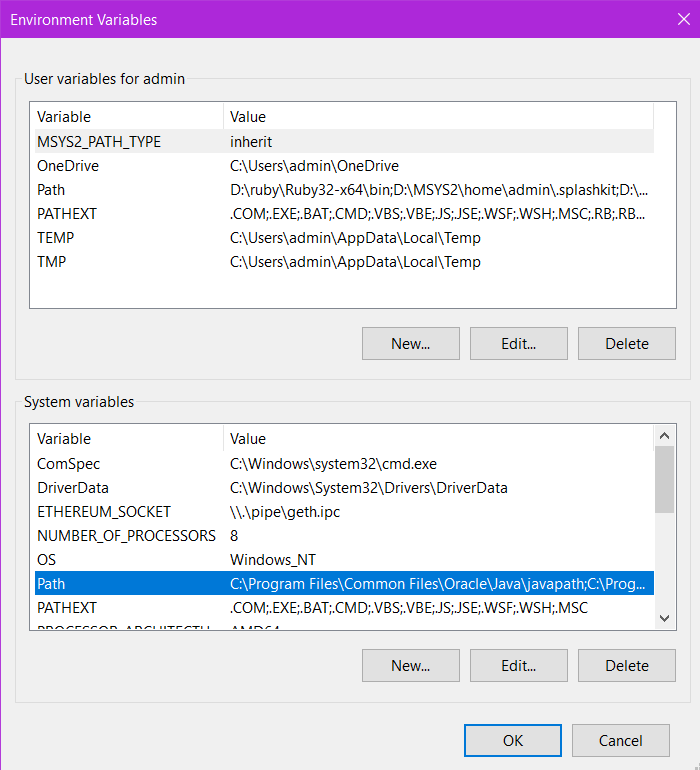 Environment Variables
User variables for admin
Variable Value
MSYS2_PATH_TYPE inherit
OneDrive C:\Users\admin\OneDrive
Path D:\ruby\Ruby32-x64\bin;D:\MSYS2\home\admin\.splashkit;D:\...
PATHEXT .COM;.EXE;.BAT;.CMD;.VBS;.VBE;.JS;.JSE;.WSF;.WSH;.MSC;.RB;.RB...
TEMP C:\Users\admin\AppData\Local\Temp
TMP C:\Users\admin\AppData\Local\Temp
New... Edit... Delete
System variables
Variable Value
ComSpec C:\Windows\system32\cmd.exe
DriverData C:\Windows\System32\Drivers\DriverData
ETHEREUM_SOCKET \\.\pipe\geth.ipc
NUMBER_OF_PROCESSORS 8
OS Windows_NT
Path C:\Program Files\Common Files\Oracle\Java\javapath;C:\Prog...
PATHEXT .COM;.EXE;.BAT;.CMD;.VBS;.VBE;.JS;.JSE;.WSF;.WSH;.MSC
PROCESSOR_ARCHITECTU AMD64
New... Edit... Delete
OK Cancel